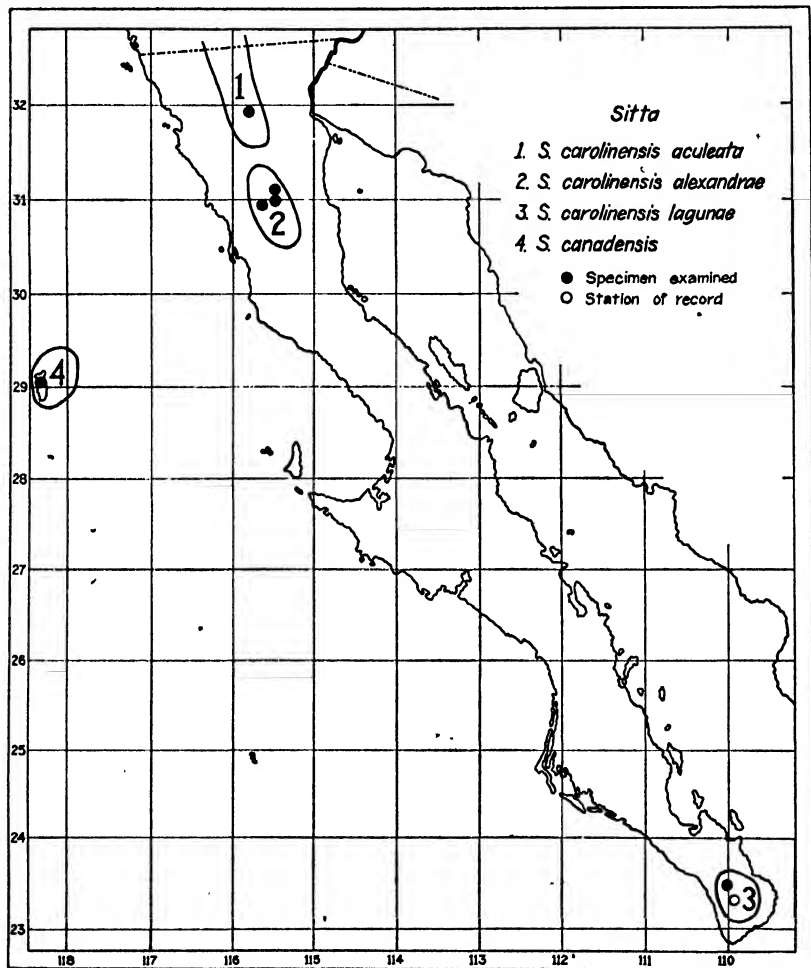 Sitta
1. S. carolinensis aculeata
2. S. carolinensis alexandrae
3. S. carolinensis lagunae
4. S. canadensis
● Specimen examined
○ Station of record
1
2
4
3
32
31
30
29
28
27
26
25
24
23
118 117 116 115 114 113 112 111 110